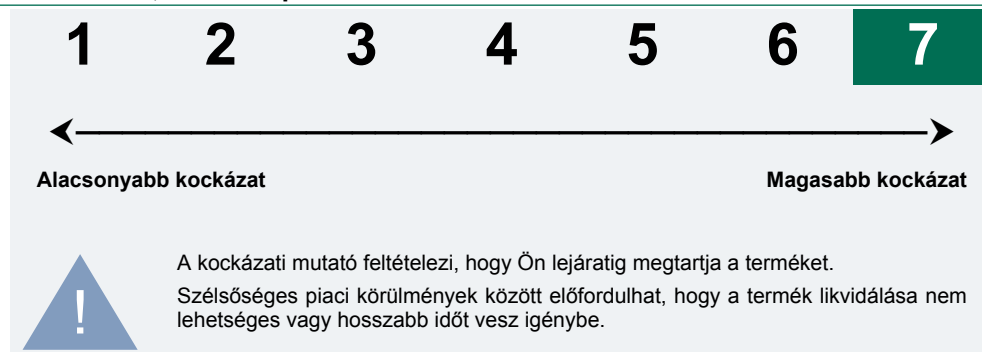 1 2 3 4 5 6 7
Alacsonyabb kockázat Magasabb kockázat
A kockázati mutató feltételezi, hogy Ön lejáratig megtartja a terméket.
Szélsőséges piaci körülmények között előfordulhat, hogy a termék likvidálása nem
lehetséges vagy hosszabb időt vesz igénybe.
!